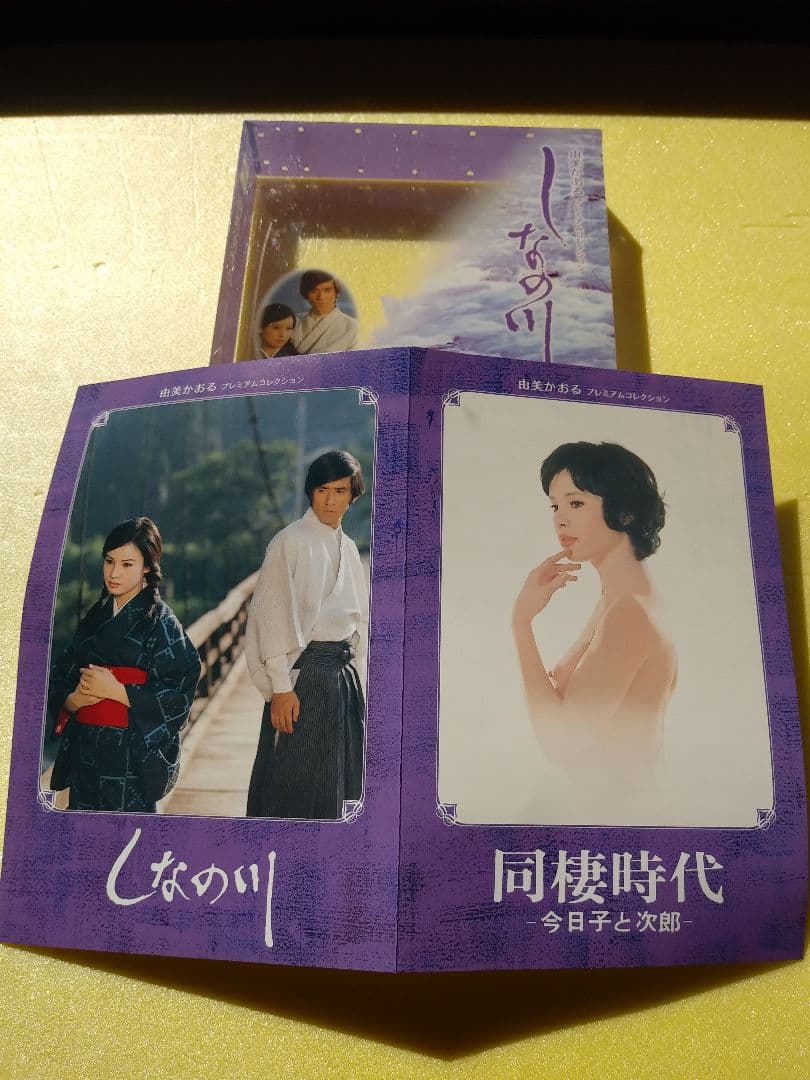 由美かおる プレミアムコレクション
しなの川
由美かおる プレミアムコレクション
しなの川
由美かおる プレミアムコレクション
同棲時代
-今日子と次郎-